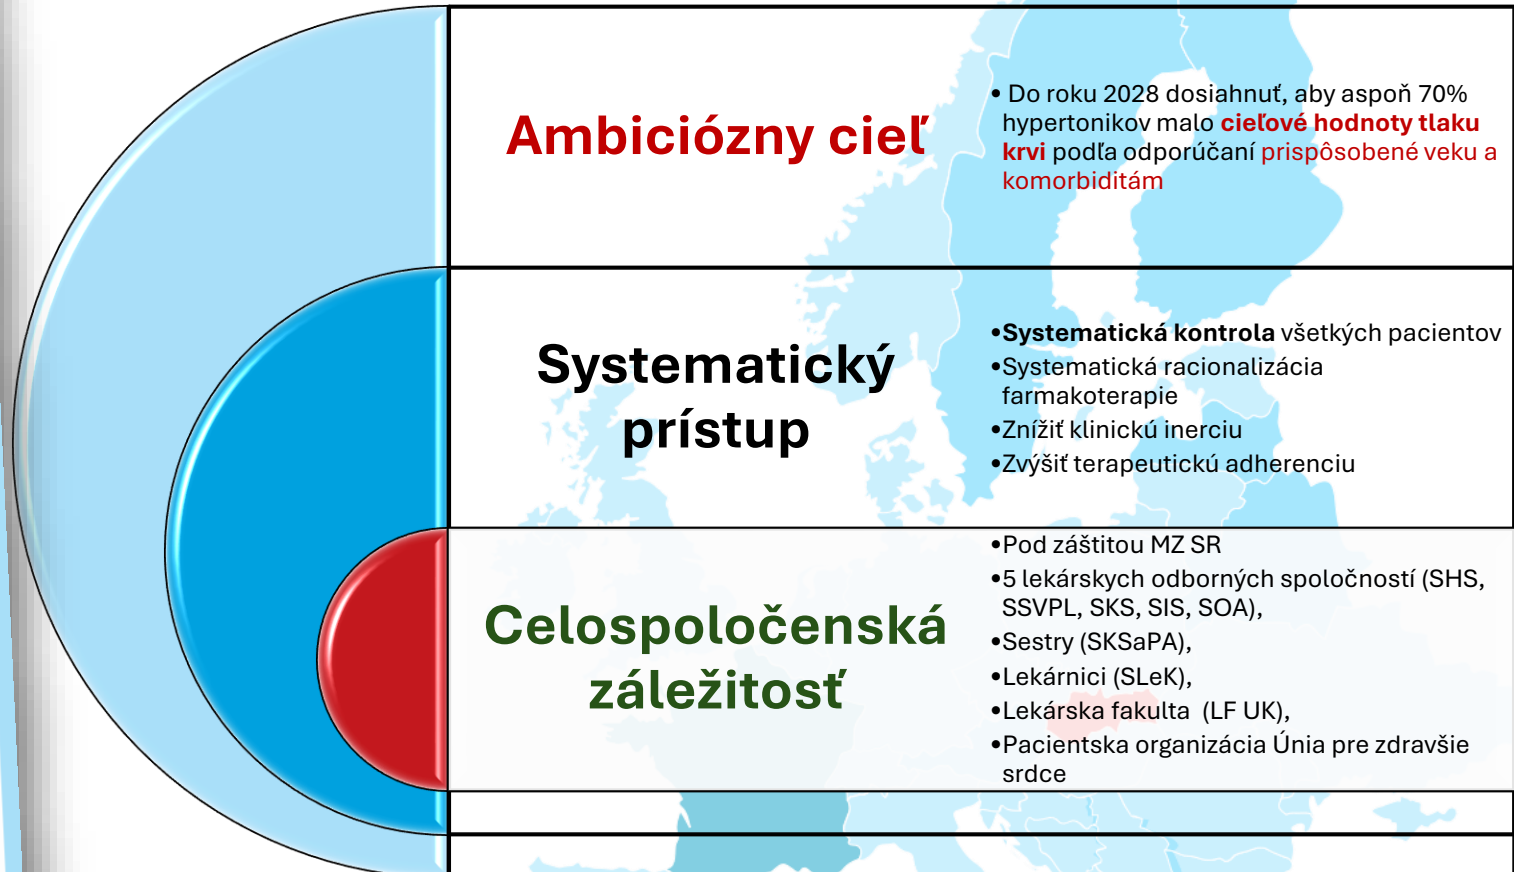 Ambiciózny cieľ
• Do roku 2028 dosiahnuť, aby aspoň 70%
hypertonikov malo cieľové hodnoty tlaku
krvi podľa odporúčaní prispôsobené veku a
komorbiditám
Systematický
prístup
•Systematická kontrola všetkých pacientov
•Systematická racionalizácia
farmakoterapie
•Znížiť klinickú inerciu
•Zvýšiť terapeutickú adherenciu
Celospoločenská
záležitosť
•Pod záštitou MZ SR
•5 lekárskych odborných spoločností (SHS,
SSVPL, SKS, SIS, SOA),
•Sestry (SKSaPA),
•Lekárnici (SLeK),
•Lekárska fakulta  (LF UK),
•Pacientska organizácia Únia pre zdravšie
srdce